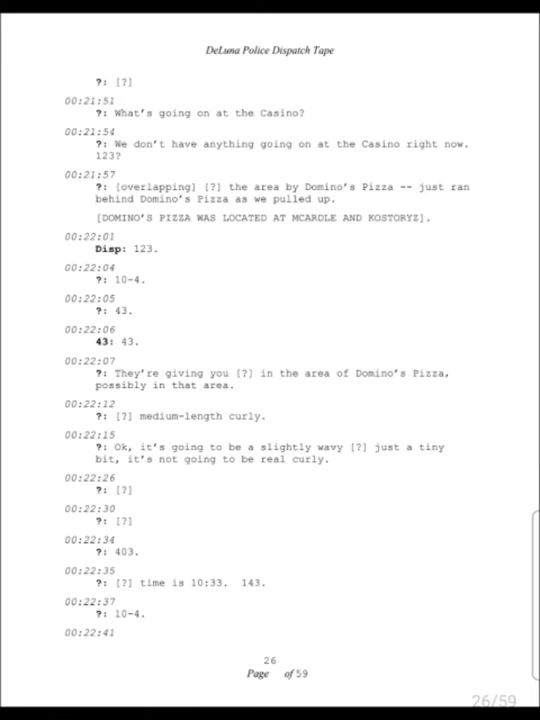 DeLuna Police Dispatch Tape
?: [?]
00:21:51
?: What's going on at the Casino?
00:21:54
?: We don't have anything going on at the Casino right now.
123?
00:21:57
?: [overlapping] [?] the area by Domino's Pizza -- just ran
behind Domino's Pizza as we pulled up.
[DOMINO'S PIZZA WAS LOCATED AT MCARDLE AND KOSTORYZ].
00:22:01
Disp: 123.
00:22:04
?: 10-4.
00:22:05
?: 43.
00:22:06
43: 43.
00:22:07
?: They're giving you [?] in the area of Domino's Pizza,
possibly in that area.
00:22:12
?: [?] medium-length curly.
00:22:15
?: Ok, it's going to be a slightly wavy [?] just a tiny
bit, it's not going to be real curly.
00:22:26
?: [?]
00:22:30
?: [?]
00:22:34
?: 403.
00:22:35
?: [?] time is 10:33. 143.
00:22:37
?: 10-4.
00:22:41
26
Page of 59
26/59